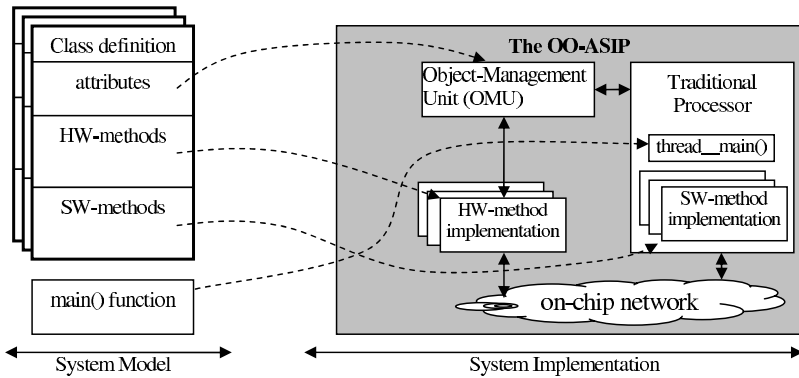 Class definition
attributes
HW-methods
SW-methods
main() function
System Model
The OO-ASIP
Object-Management
Unit (OMU)
Traditional
Processor
thread__main()
SW-method
implementation
HW-method
implementation
on-chip network
System Implementation